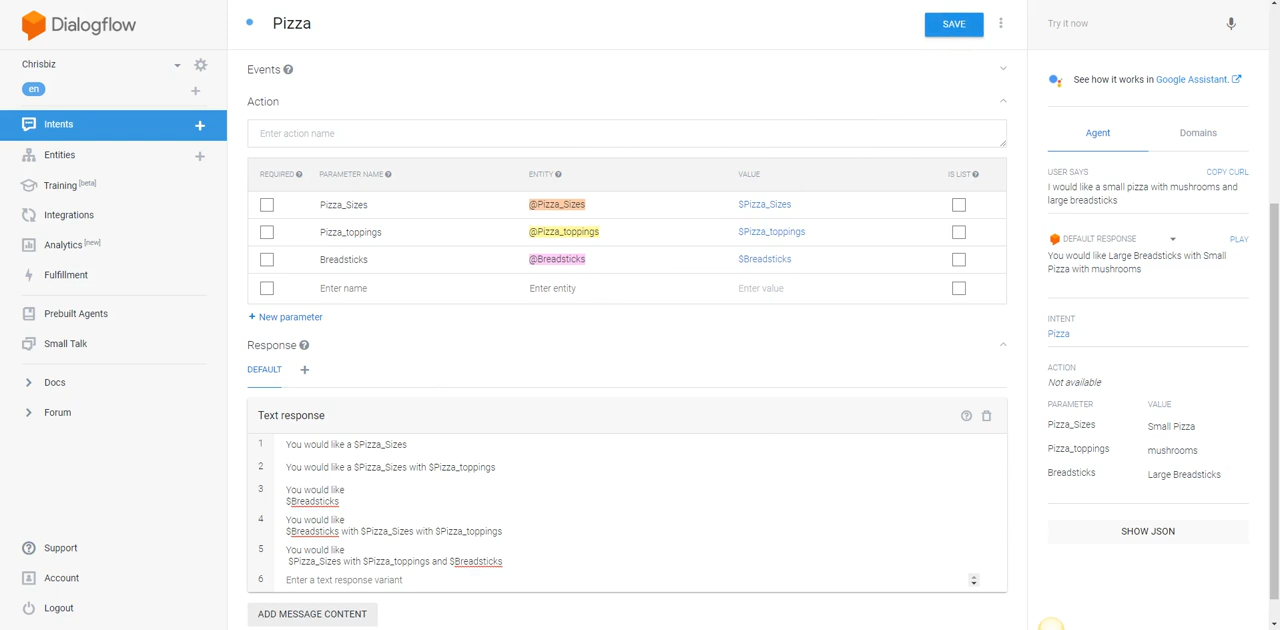 Dialogflow
Chrisbiz
en
Intents
Entities
Training [beta]
Integrations
Analytics [new]
Fulfillment
Prebuilt Agents
Small Talk
Docs
Forum
Support
Account
Logout
Pizza
SAVE
Events
Action
Enter action name
REQUIRED PARAMETER NAME ENTITY VALUE IS LIST
Pizza_Sizes @Pizza_Sizes $Pizza_Sizes
Pizza_toppings @Pizza_toppings $Pizza_toppings
Breadsticks @Breadsticks $Breadsticks
Enter name Enter entity Enter value
+ New parameter
Response
DEFAULT +
Text response
1 You would like a $Pizza_Sizes
2 You would like a $Pizza_Sizes with $Pizza_toppings
3 You would like
$Breadsticks
4 You would like
$Breadsticks with $Pizza_Sizes with $Pizza_toppings
5 You would like
$Pizza_Sizes with $Pizza_toppings and $Breadsticks
6 Enter a text response variant
ADD MESSAGE CONTENT
Try it now
See how it works in Google Assistant.
Agent Domains
USER SAYS COPY CURL
I would like a small pizza with mushrooms and
large breadsticks
DEFAULT RESPONSE PLAY
You would like Large Breadsticks with Small
Pizza with mushrooms
INTENT
Pizza
ACTION
Not available
PARAMETER VALUE
Pizza_Sizes Small Pizza
Pizza_toppings mushrooms
Breadsticks Large Breadsticks
SHOW JSON